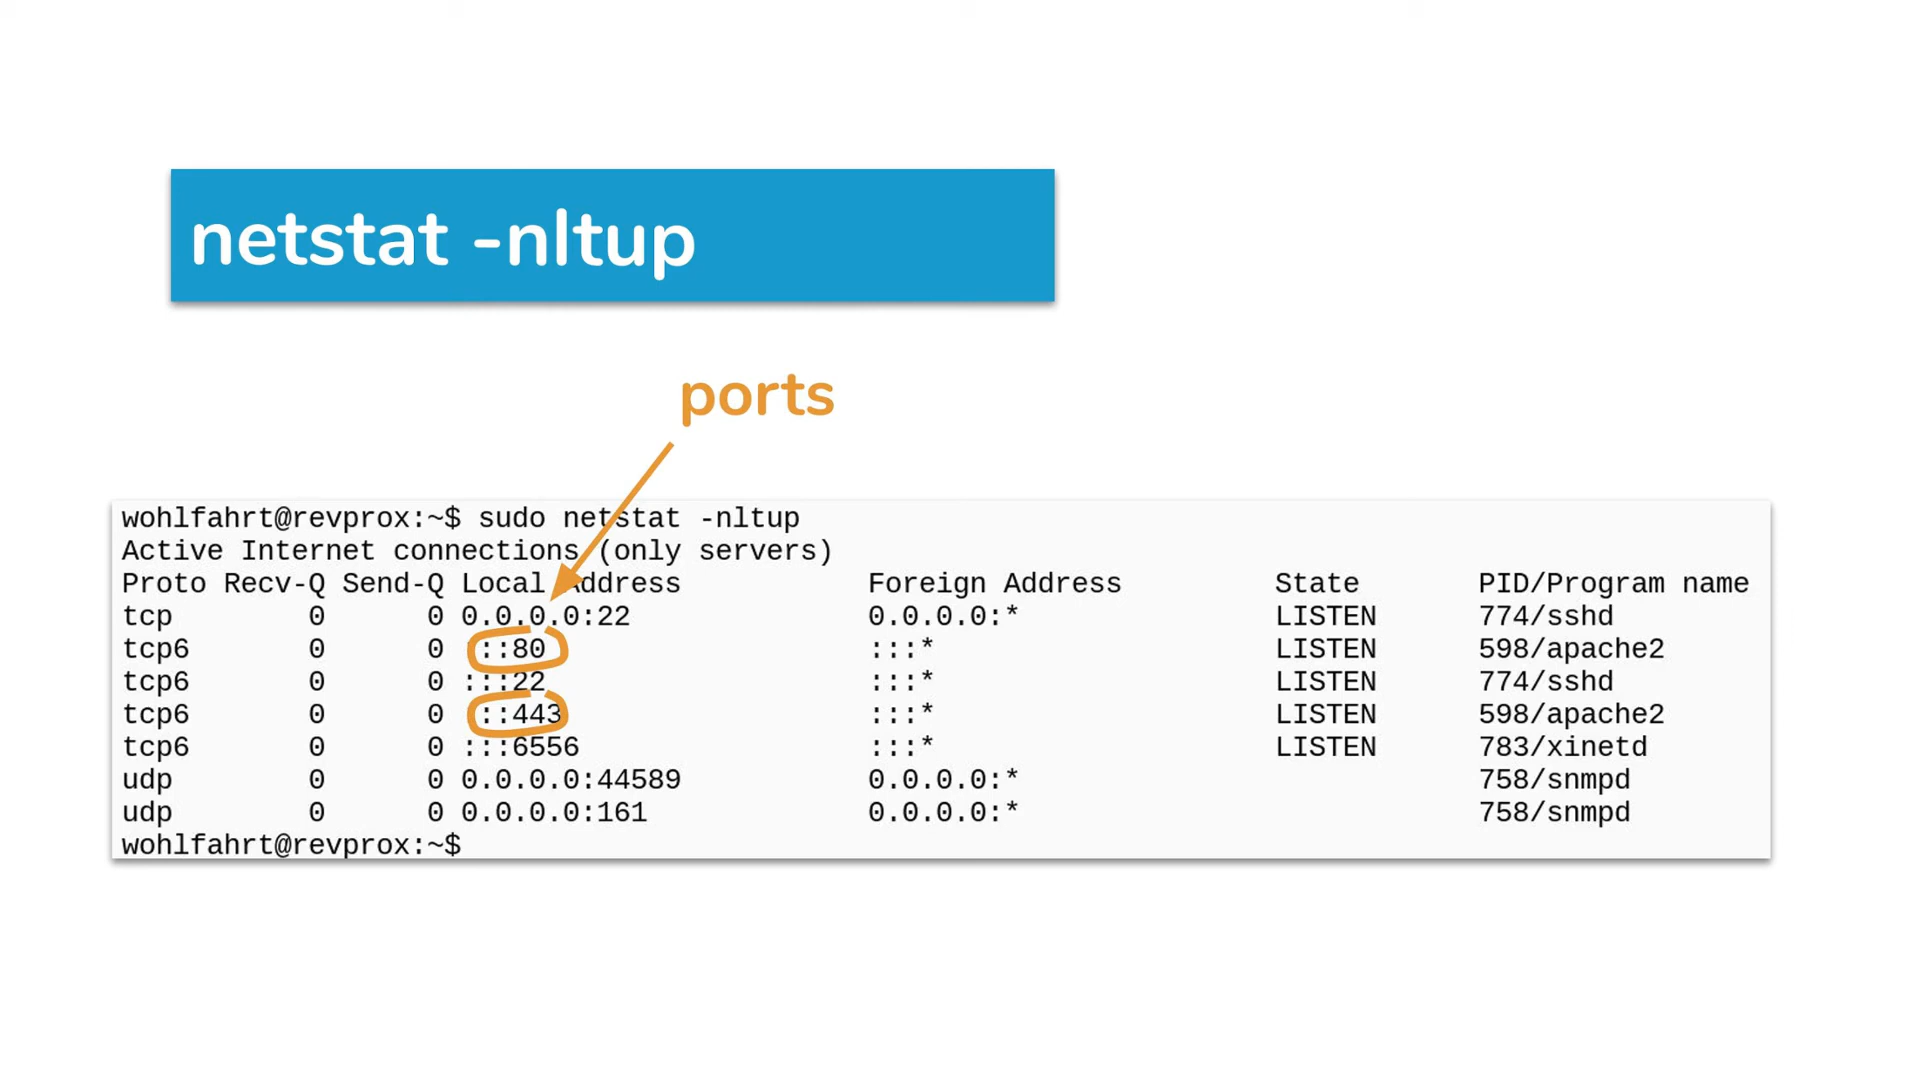 netstat -nltup
ports
wohlfahrt@revprox:~$ sudo netstat -nltup
Active Internet connections (only servers)
Proto Recv-Q Send-Q Local Address           Foreign Address         State       PID/Program name
tcp        0      0 0.0.0.0:22              0.0.0.0:*               LISTEN      774/sshd
tcp6       0      0 :::80                   :::*                    LISTEN      598/apache2
tcp6       0      0 :::22                   :::*                    LISTEN      774/sshd
tcp6       0      0 :::443                  :::*                    LISTEN      598/apache2
tcp6       0      0 :::6556                 :::*                    LISTEN      783/xinetd
udp        0      0 0.0.0.0:44589           0.0.0.0:*                           758/snmpd
udp        0      0 0.0.0.0:161             0.0.0.0:*                           758/snmpd
wohlfahrt@revprox:~$